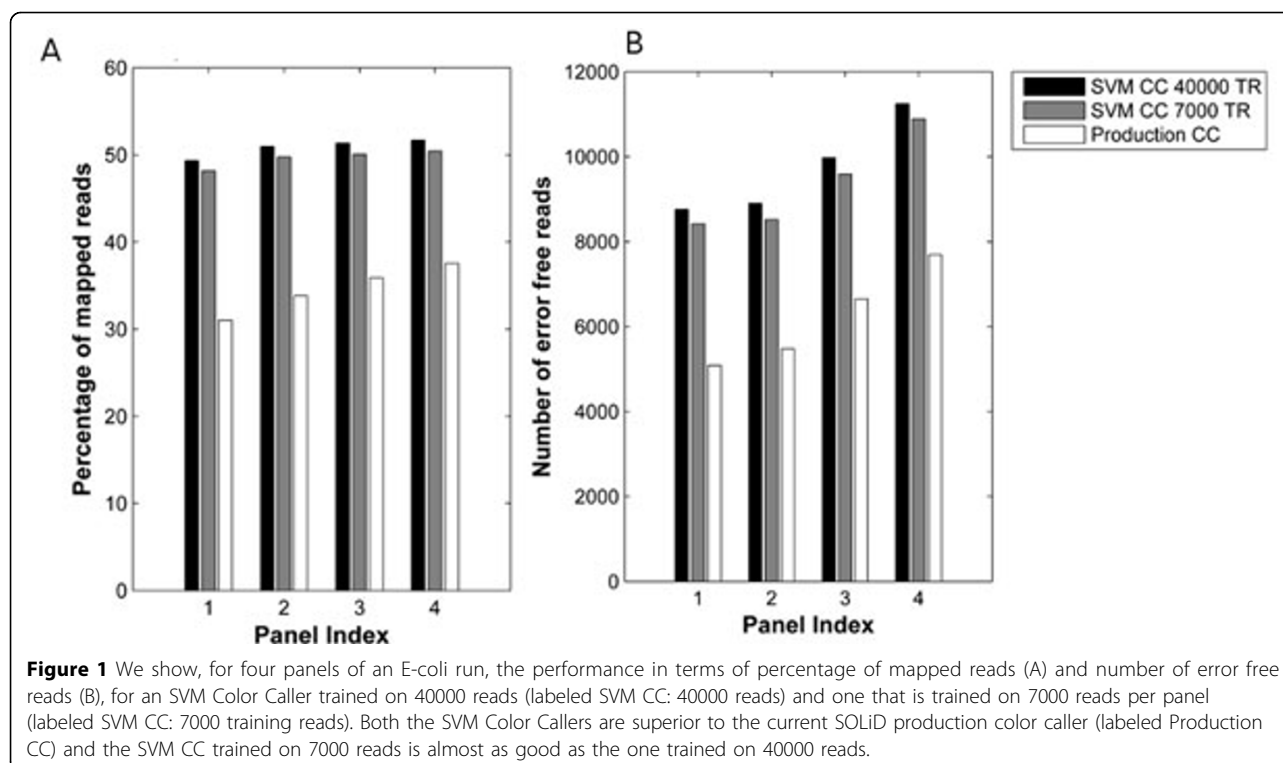 A
60
50
40
30
20
10
0
Percentage of mapped reads
1 2 3 4
Panel Index
B
12000
10000
8000
6000
4000
2000
0
Number of error free reads
1 2 3 4
Panel Index
SVM CC 40000 TR
SVM CC 7000 TR
Production CC
Figure 1 We show, for four panels of an E-coli run, the performance in terms of percentage of mapped reads (A) and number of error free
reads (B), for an SVM Color Caller trained on 40000 reads (labeled SVM CC: 40000 reads) and one that is trained on 7000 reads per panel
(labeled SVM CC: 7000 training reads). Both the SVM Color Callers are superior to the current SOLiD production color caller (labeled Production
CC) and the SVM CC trained on 7000 reads is almost as good as the one trained on 40000 reads.